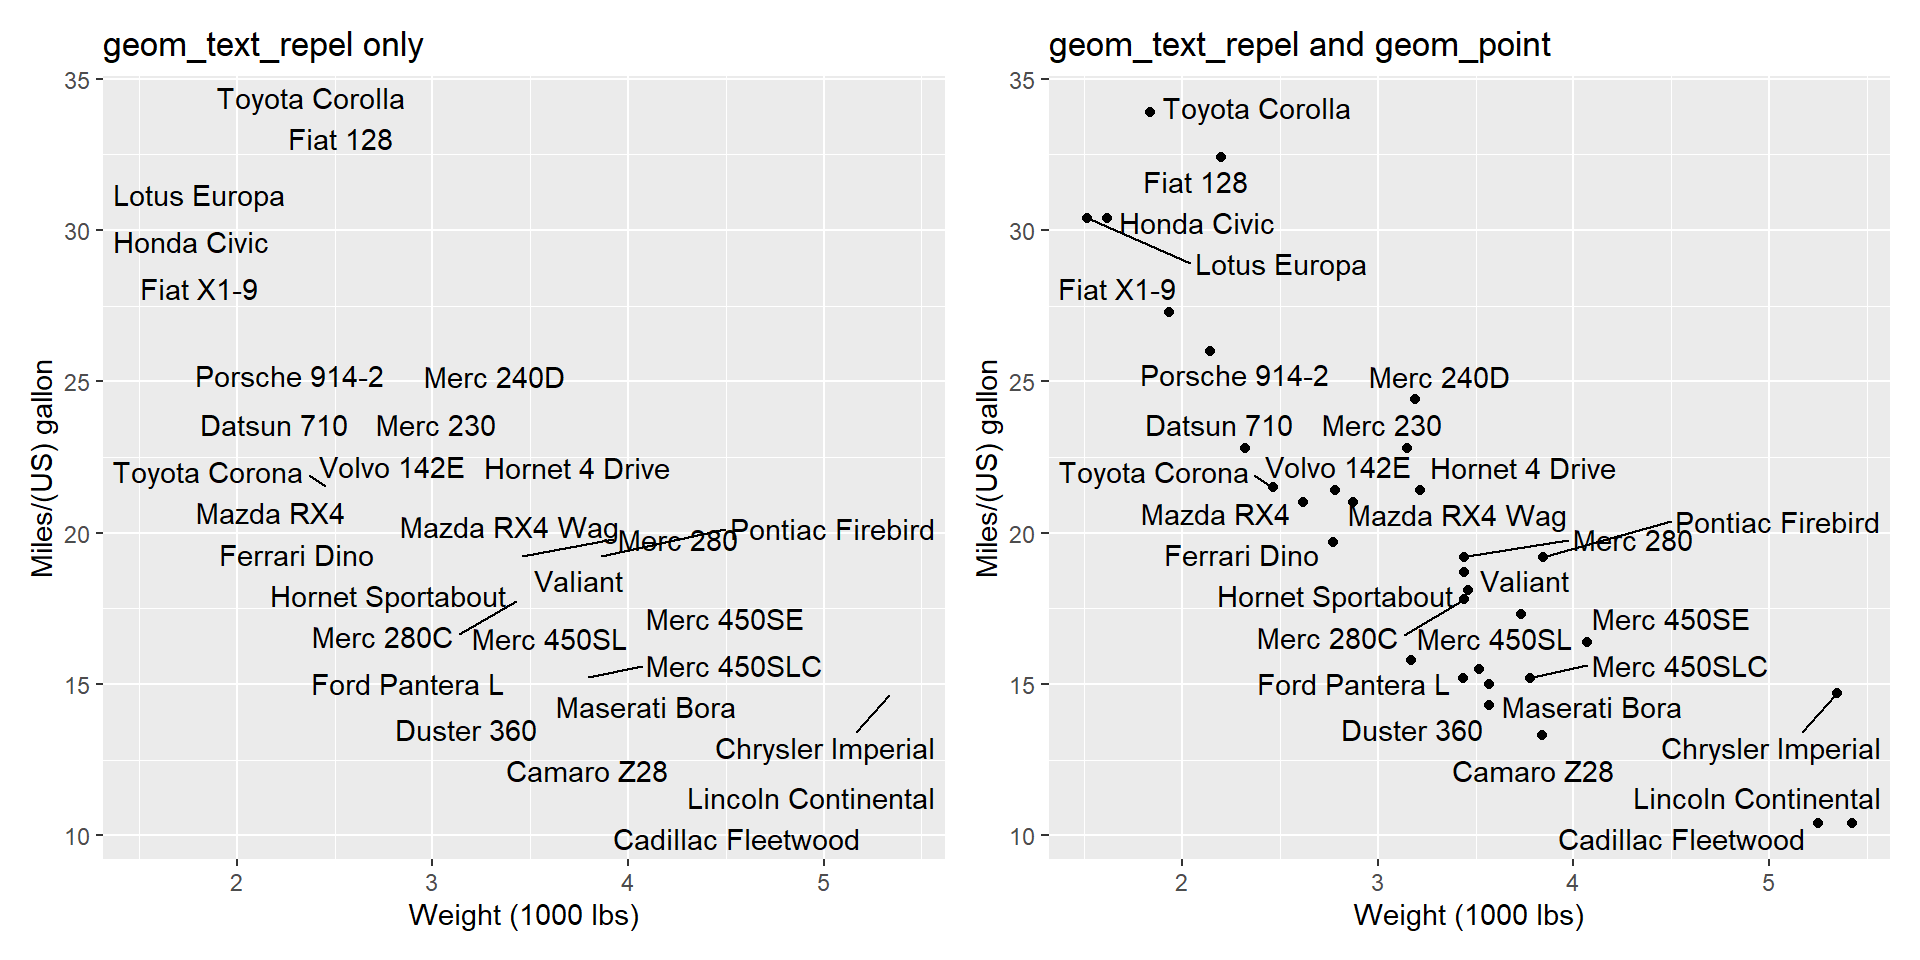 geom_text_repel only
35
30
25
20
15
10
Miles/(US) gallon
Toyota Corolla
Fiat 128
Lotus Europa
Honda Civic
Fiat X1-9
Porsche 914-2
Merc 240D
Datsun 710
Merc 230
Toyota Corona
Volvo 142E
Hornet 4 Drive
Mazda RX4
Mazda RX4 Wag
Merc 280
Pontiac Firebird
Ferrari Dino
Valiant
Hornet Sportabout
Merc 450SE
Merc 280C
Merc 450SL
Merc 450SLC
Ford Pantera L
Maserati Bora
Duster 360
Chrysler Imperial
Camaro Z28
Lincoln Continental
Cadillac Fleetwood
2
3
4
5
Weight (1000 lbs)
geom_text_repel and geom_point
35
30
25
20
15
10
Miles/(US) gallon
Toyota Corolla
Fiat 128
Honda Civic
Lotus Europa
Fiat X1-9
Porsche 914-2
Merc 240D
Datsun 710
Merc 230
Toyota Corona
Volvo 142E
Hornet 4 Drive
Mazda RX4
Mazda RX4 Wag
Pontiac Firebird
Merc 280
Ferrari Dino
Valiant
Hornet Sportabout
Merc 450SE
Merc 280C
Merc 450SL
Merc 450SLC
Ford Pantera L
Maserati Bora
Duster 360
Chrysler Imperial
Camaro Z28
Lincoln Continental
Cadillac Fleetwood
2
3
4
5
Weight (1000 lbs)